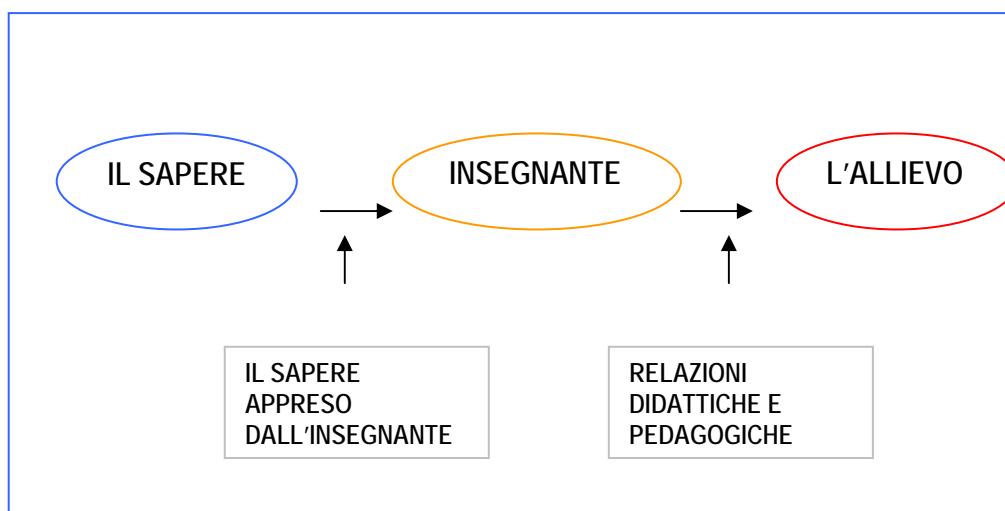 IL SAPERE
INSEGNANTE
L'ALLIEVO
IL SAPERE
APPRESO
DALL'INSEGNANTE
RELAZIONI
DIDATTICHE E
PEDAGOGICHE